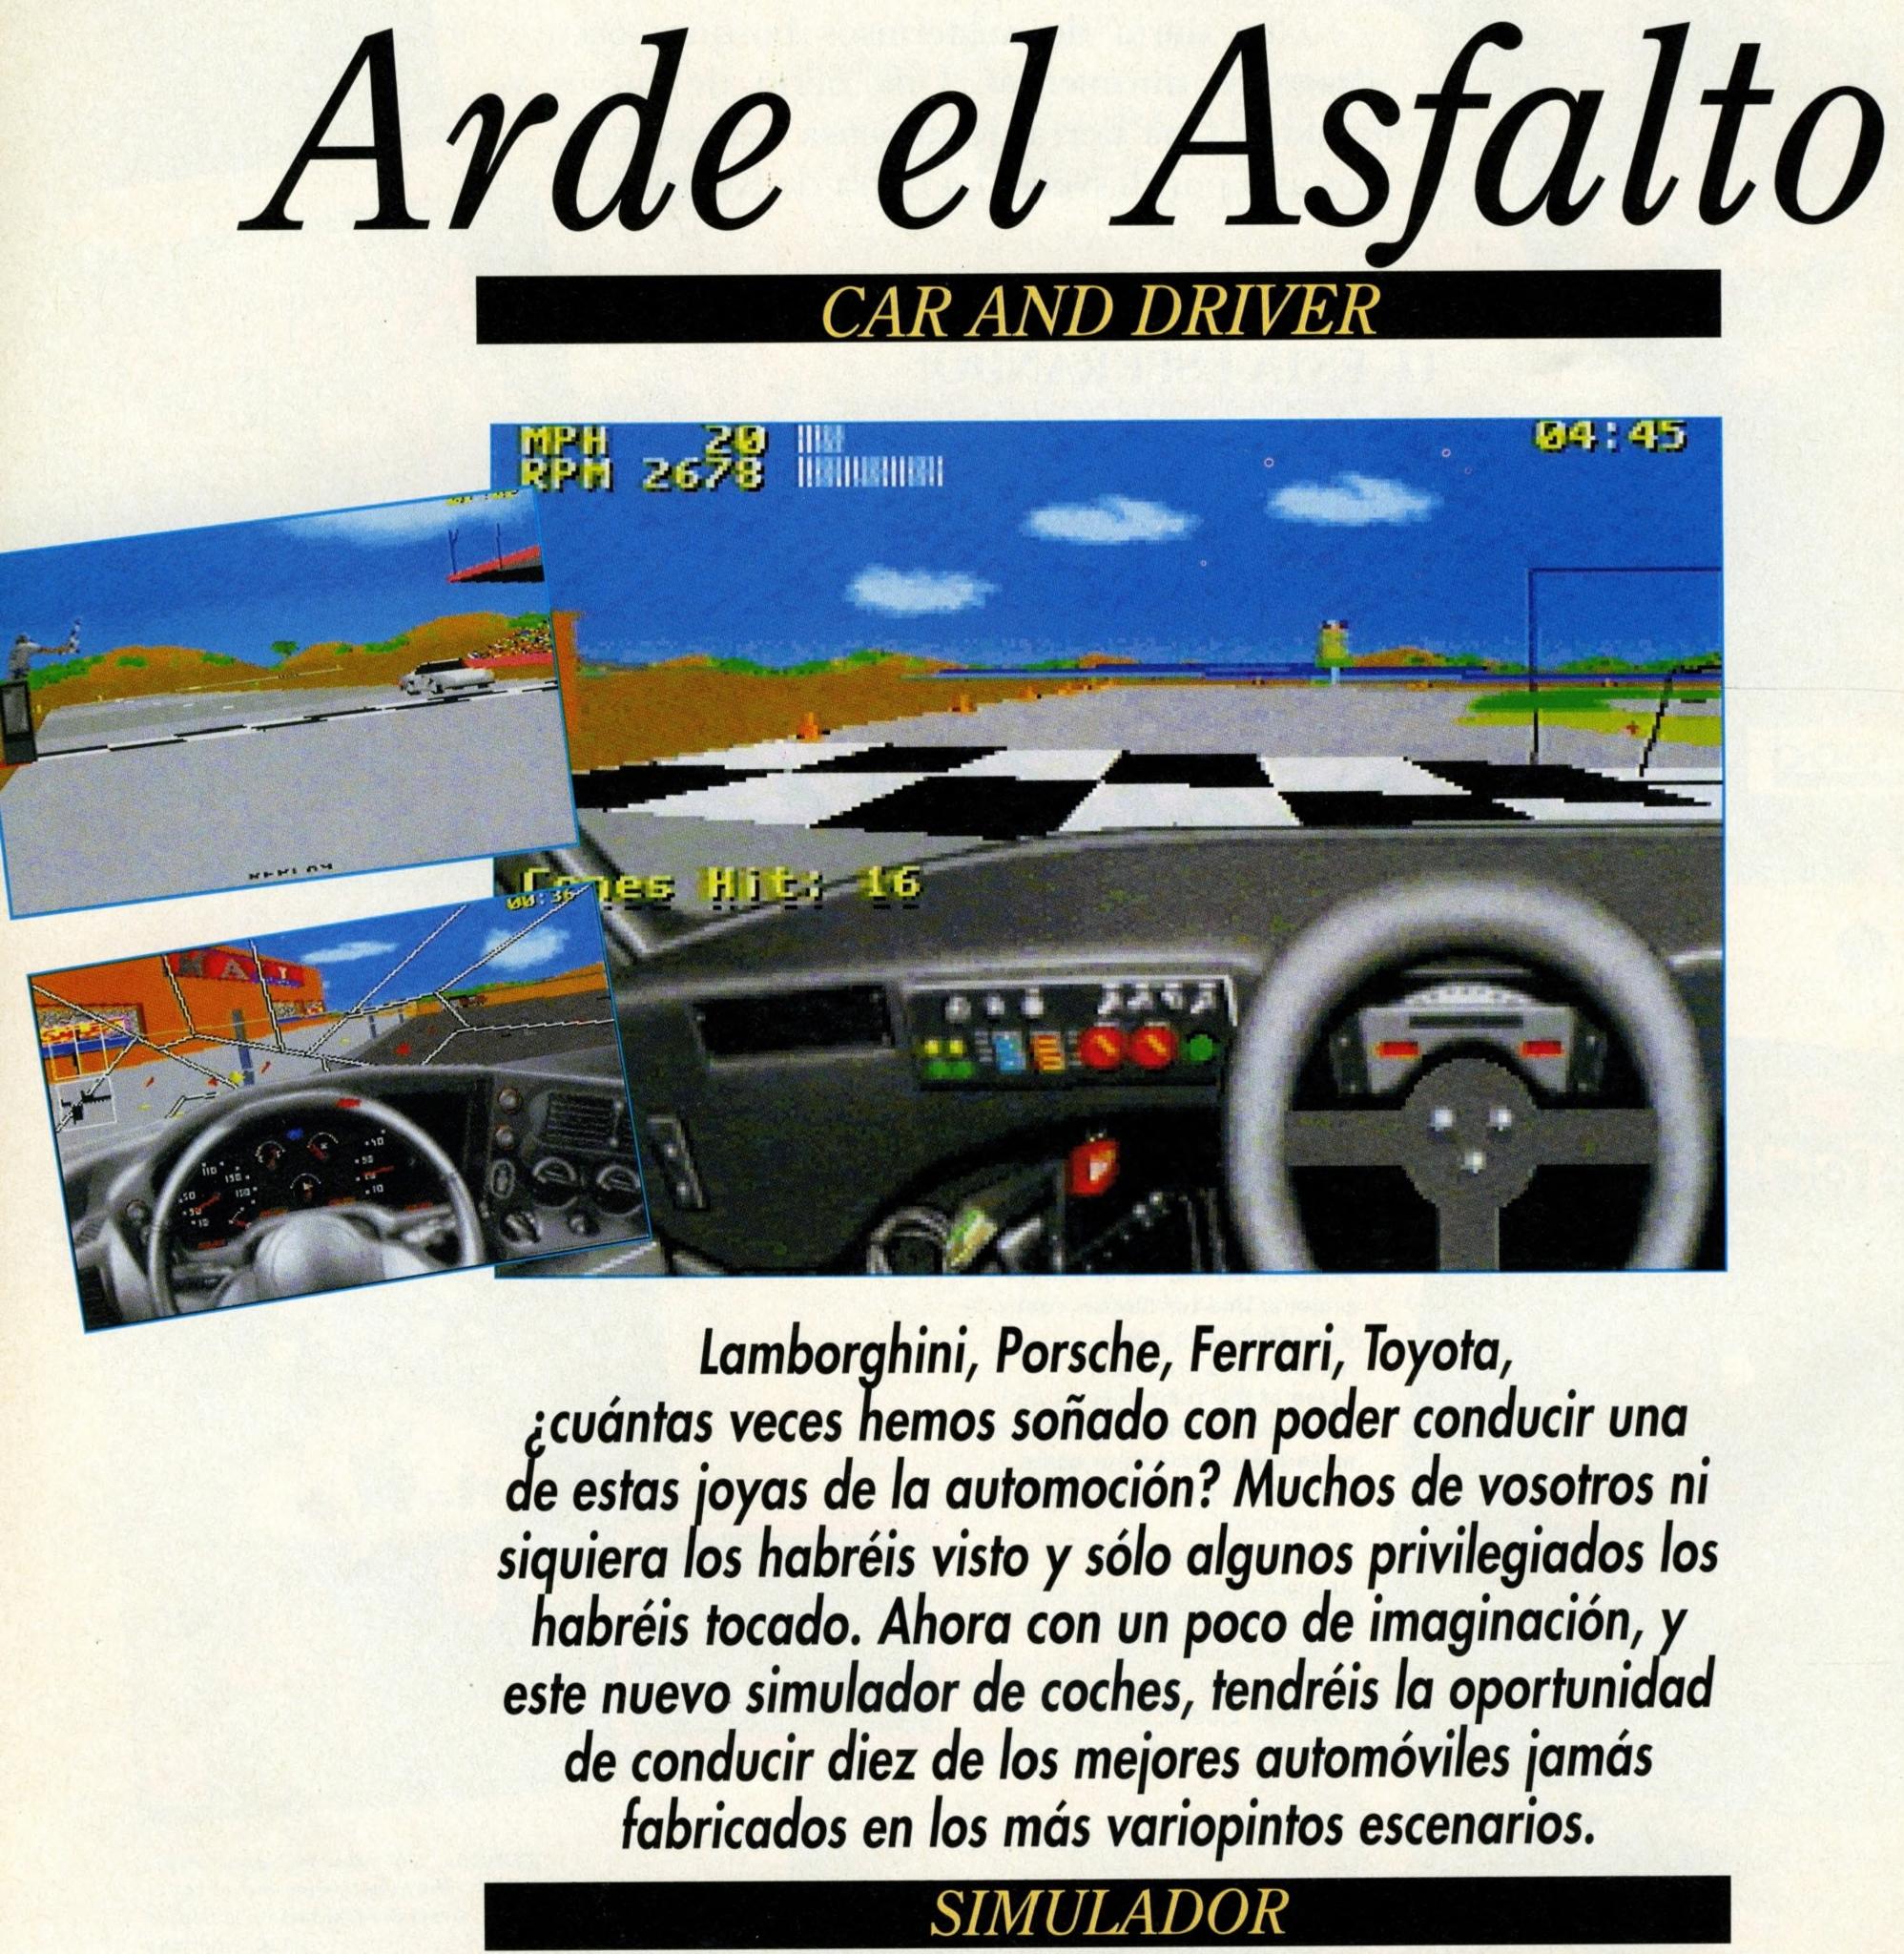 Arde el Asfalto
CAR AND DRIVER
MPH 20
RPM 2678
04:45
Cones Hit: 16
00:36
Lamborghini, Porsche, Ferrari, Toyota,
¿cuántas veces hemos soñado con poder conducir una
de estas joyas de la automoción? Muchos de vosotros ni
siquiera los habréis visto y sólo algunos privilegiados los
habréis tocado. Ahora con un poco de imaginación, y
este nuevo simulador de coches, tendréis la oportunidad
de conducir diez de los mejores automóviles jamás
fabricados en los más variopintos escenarios.
SIMULADOR